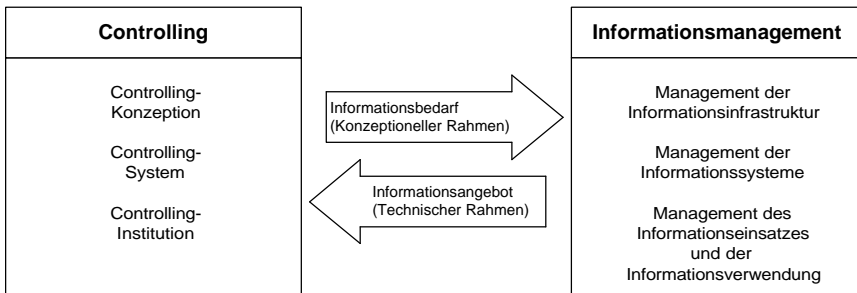 Controlling
Controlling-
Konzeption
Controlling-
System
Controlling-
Institution
Informationsbedarf
(Konzeptioneller Rahmen)
Informationsangebot
(Technischer Rahmen)
Informationsmanagement
Management der
Informationsinfrastruktur
Management der
Informationssysteme
Management des
Informationseinsatzes
und der
Informationsverwendung